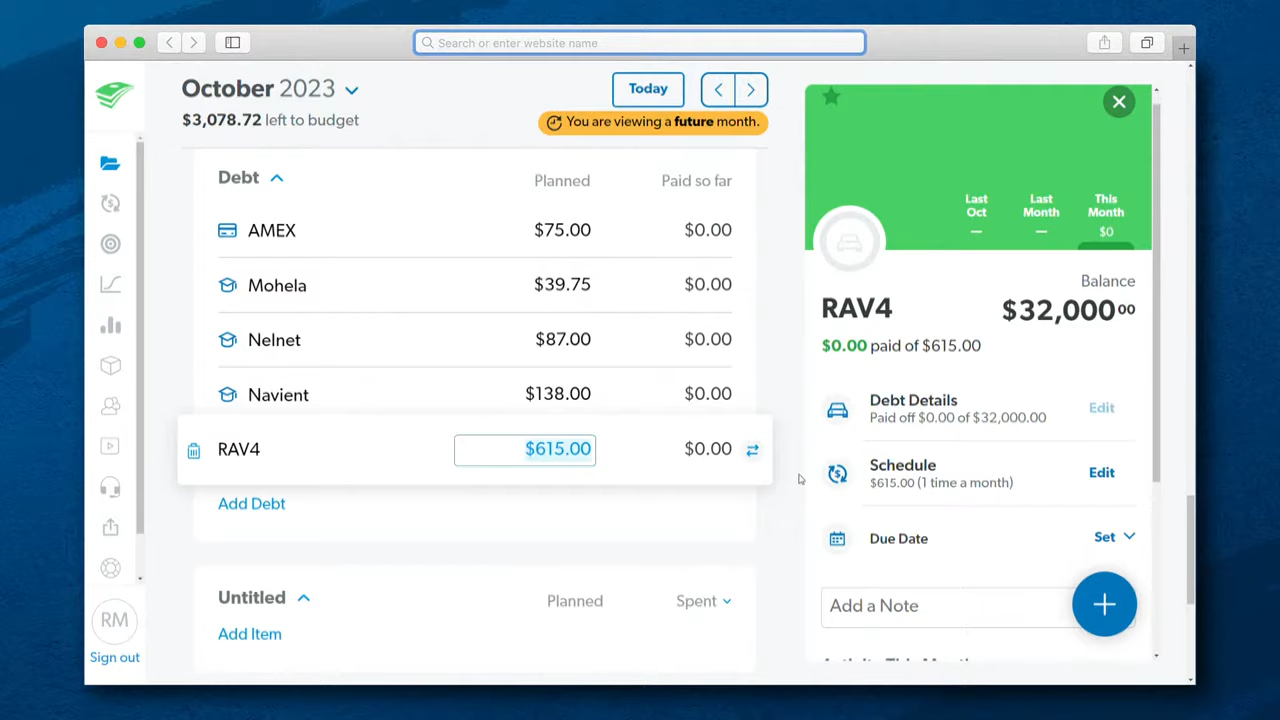 Search or enter website name
October 2023
$3,078.72 left to budget
Today
You are viewing a future month.
Debt
Planned
Paid so far
AMEX
$75.00
$0.00
Mohela
$39.75
$0.00
Nelnet
$87.00
$0.00
Navient
$138.00
$0.00
RAV4
$615.00
$0.00
Add Debt
Untitled
Planned
Spent
Add Item
RM
Sign out
Last Oct
—
Last Month
—
This Month
$0
Balance
RAV4
$32,000 00
$0.00 paid of $615.00
Debt Details
Paid off $0.00 of $32,000.00
Edit
Schedule
$615.00 (1 time a month)
Edit
Due Date
Set
Add a Note